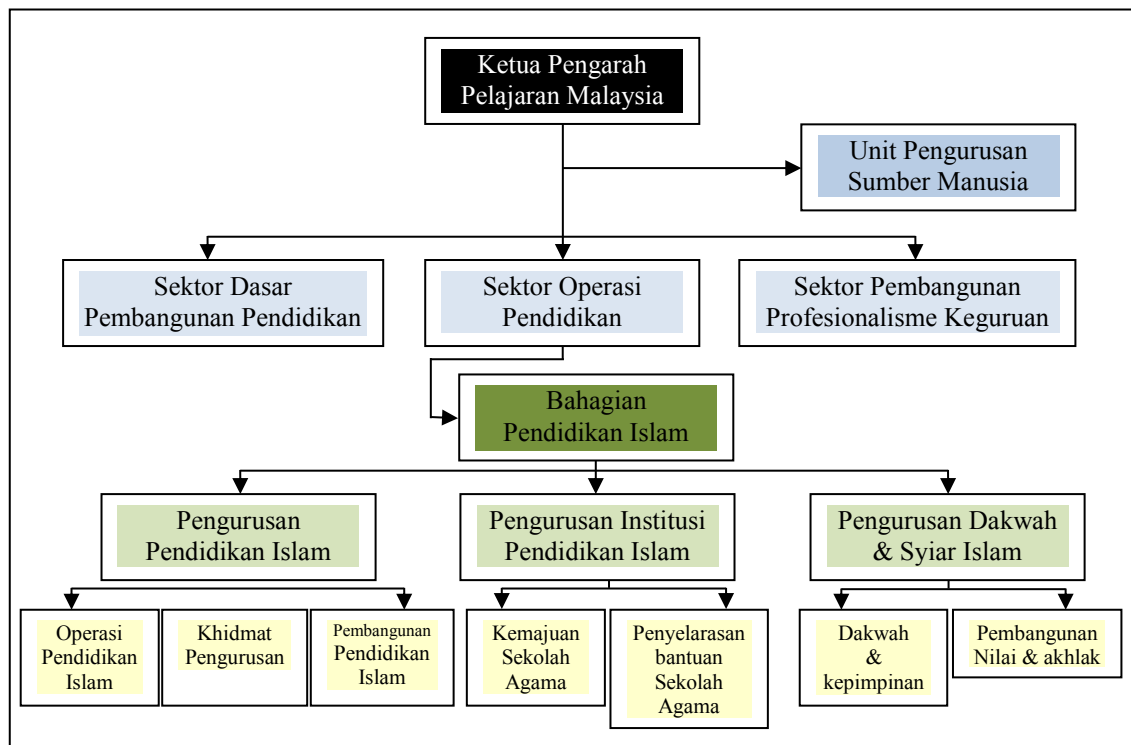 Ketua Pengarah
Pelajaran Malaysia
Unit Pengurusan
Sumber Manusia
Sektor Dasar
Pembangunan Pendidikan
Sektor Operasi
Pendidikan
Sektor Pembangunan
Profesionalisme Keguruan
Bahagian
Pendidikan Islam
Pengurusan
Pendidikan Islam
Pengurusan Institusi
Pendidikan Islam
Pengurusan Dakwah
& Syiar Islam
Operasi
Pendidikan
Islam
Khidmat
Pengurusan
Pembangunan
Pendidikan
Islam
Kemajuan
Sekolah
Agama
Penyelarasan
bantuan
Sekolah
Agama
Dakwah
&
kepimpinan
Pembangunan
Nilai & akhlak